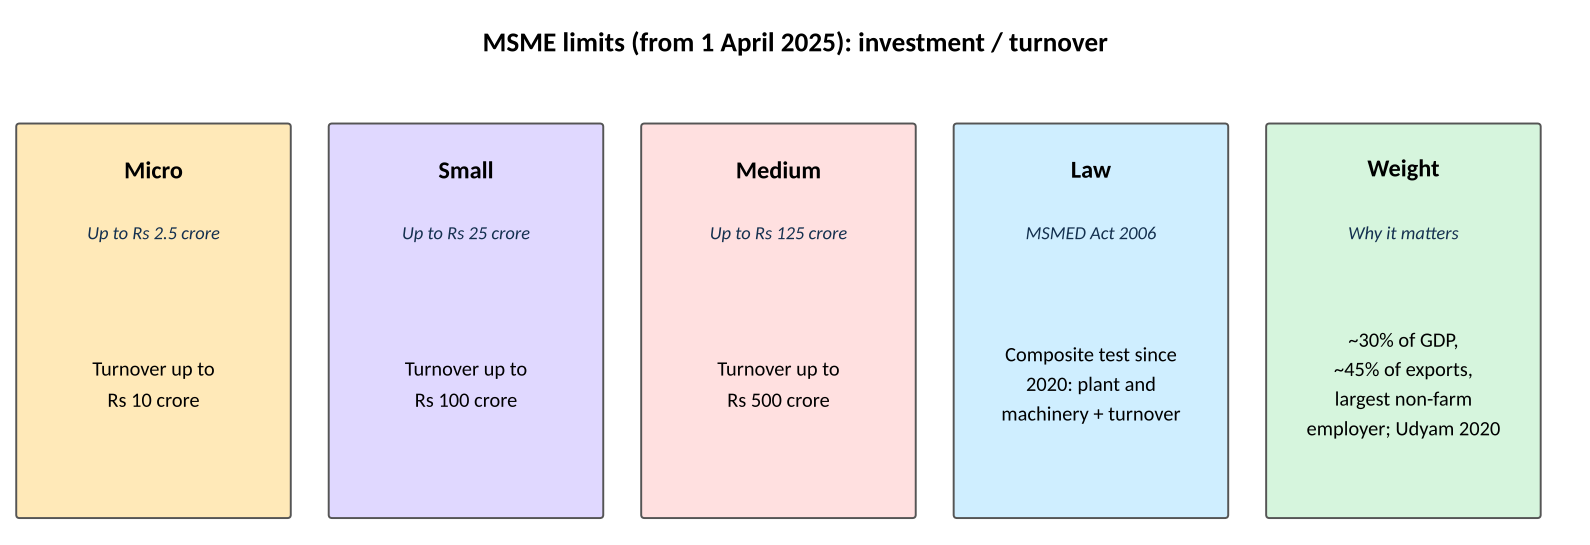 MSME limits (from 1 April 2025): investment / turnover
Micro
Up to Rs 2.5 crore
Turnover up to
Rs 10 crore
Small
Up to Rs 25 crore
Turnover up to
Rs 100 crore
Medium
Up to Rs 125 crore
Turnover up to
Rs 500 crore
Law
MSMED Act 2006
Composite test since
2020: plant and
machinery + turnover
Weight
Why it matters
~30% of GDP,
~45% of exports,
largest non-farm
employer; Udyam 2020